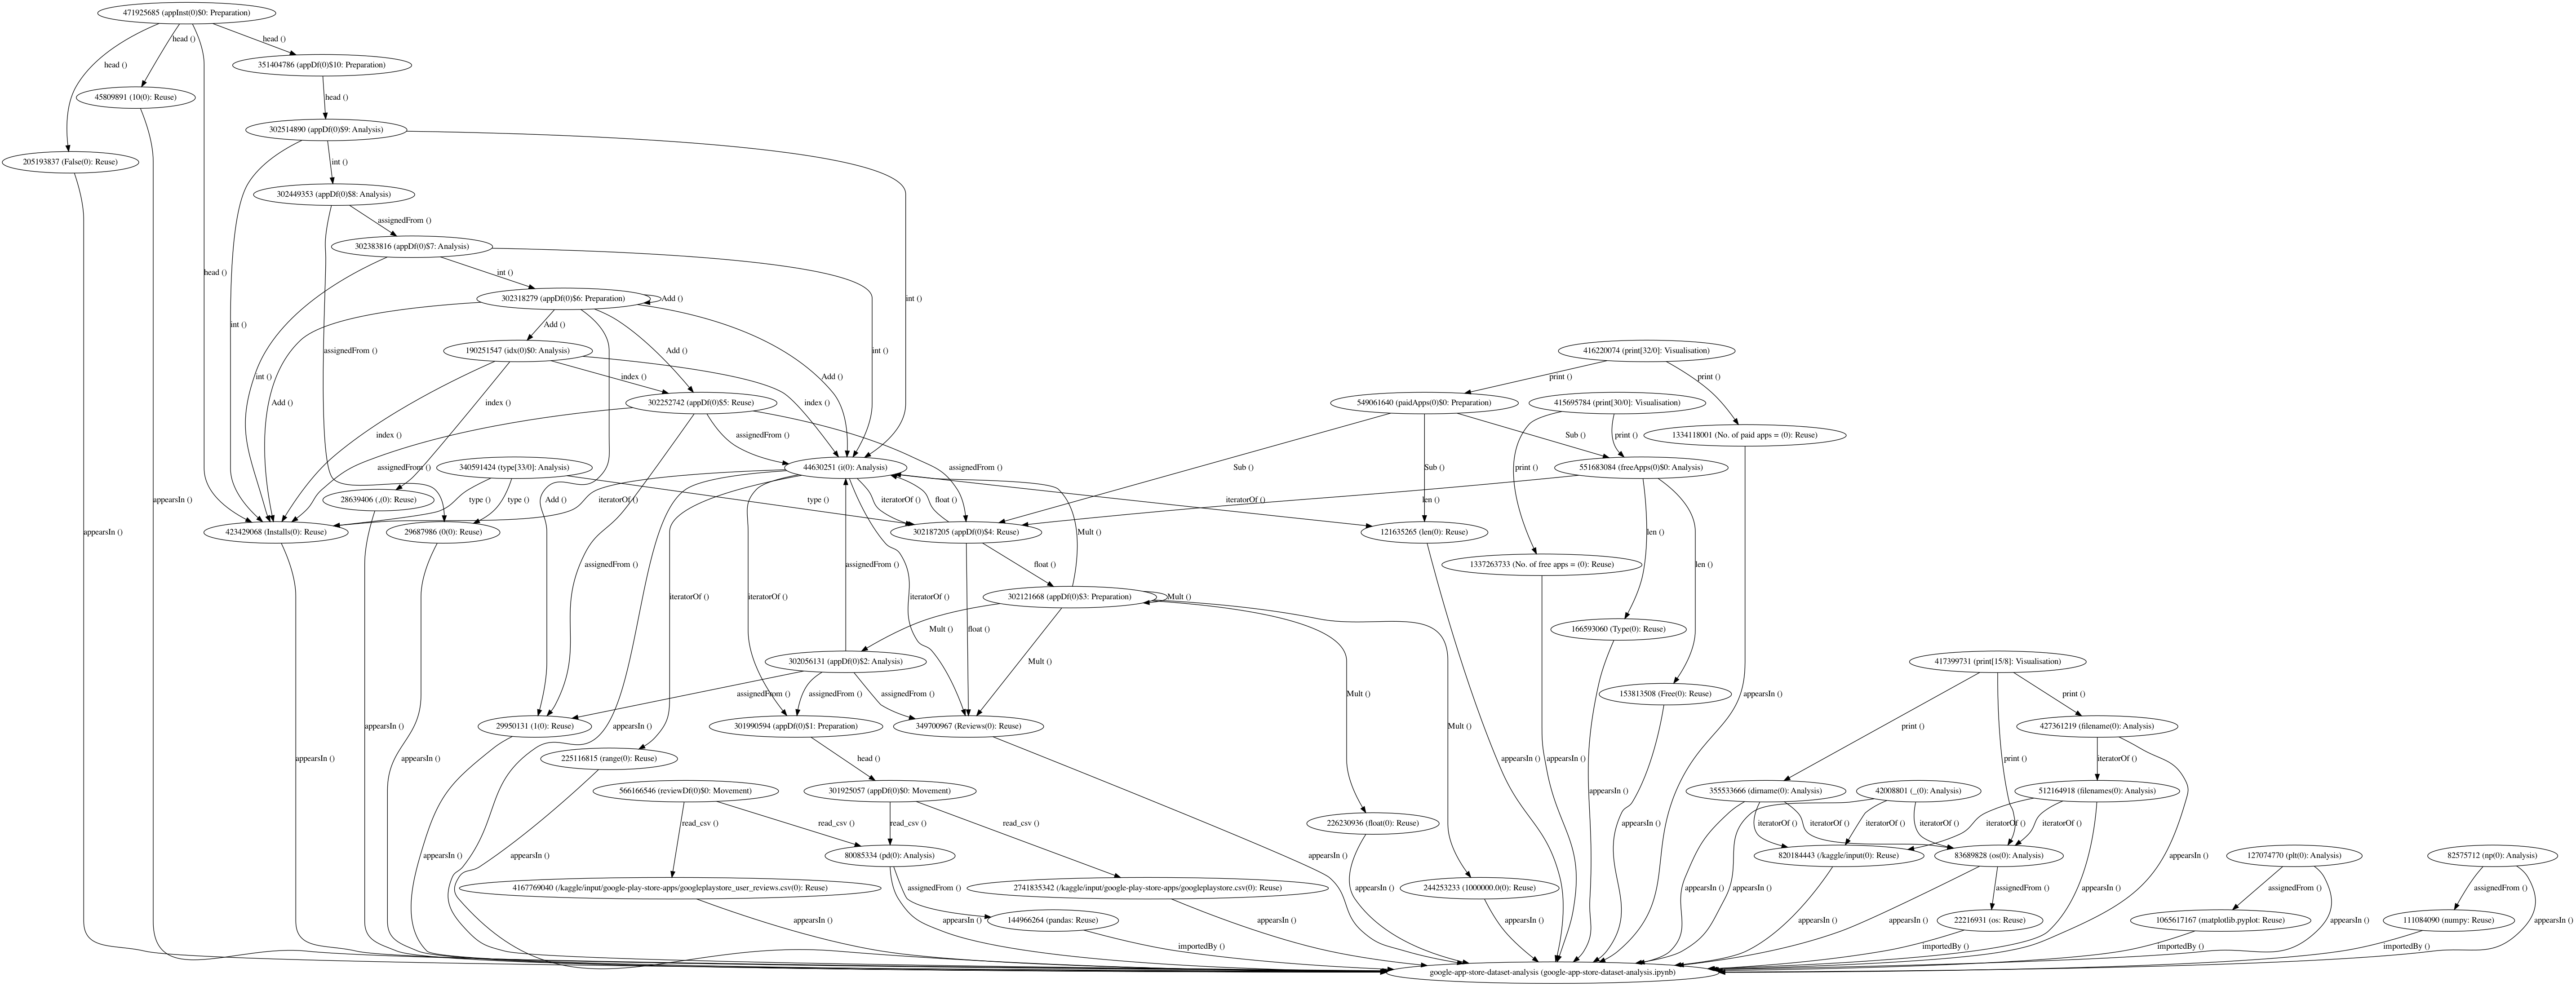 471925685 (appInst(0)$0: Preparation)
head ()
head ()
head ()
351404786 (appDf(0)$10: Preparation)
45809891 (10(0): Reuse)
head ()
302514890 (appDf(0)$9: Analysis)
205193837 (False(0): Reuse)
int ()
302449353 (appDf(0)$8: Analysis)
assignedFrom ()
302383816 (appDf(0)$7: Analysis)
head ()
int ()
302318279 (appDf(0)$6: Preparation)
Add ()
int ()
int ()
Add ()
assignedFrom ()
190251547 (idx(0)$0: Analysis)
Add ()
int ()
416220074 (print[32/0]: Visualisation)
int ()
index ()
Add ()
print ()
print ()
Add ()
index ()
302252742 (appDf(0)$5: Reuse)
index ()
549061640 (paidApps(0)$0: Preparation)
415695784 (print[30/0]: Visualisation)
index ()
assignedFrom ()
Sub ()
print ()
1334118001 (No. of paid apps = (0): Reuse)
assignedFrom ()
340591424 (type[33/0]: Analysis)
44630251 (i(0): Analysis)
assignedFrom ()
Sub ()
Sub ()
print ()
551683084 (freeApps(0)$0: Analysis)
appearsIn ()
28639406 (,(0): Reuse)
type ()
type ()
Add ()
iteratorOf ()
type ()
iteratorOf ()
float ()
iteratorOf ()
len ()
appearsIn ()
423429068 (Installs(0): Reuse)
29687986 (0(0): Reuse)
302187205 (appDf(0)$4: Reuse)
Mult ()
121635265 (len(0): Reuse)
len ()
assignedFrom ()
assignedFrom ()
float ()
1337263733 (No. of free apps = (0): Reuse)
len ()
iteratorOf ()
iteratorOf ()
iteratorOf ()
302121668 (appDf(0)$3: Preparation)
Mult ()
Mult ()
float ()
166593060 (Type(0): Reuse)
302056131 (appDf(0)$2: Analysis)
Mult ()
417399731 (print[15/8]: Visualisation)
assignedFrom ()
assignedFrom ()
assignedFrom ()
Mult ()
153813508 (Free(0): Reuse)
appearsIn ()
print ()
appearsIn ()
appearsIn ()
29950131 (1(0): Reuse)
301990594 (appDf(0)$1: Preparation)
349700967 (Reviews(0): Reuse)
Mult ()
print ()
427361219 (filename(0): Analysis)
appearsIn ()
appearsIn ()
225116815 (range(0): Reuse)
head ()
appearsIn ()
appearsIn ()
print ()
iteratorOf ()
566166546 (reviewDf(0)$0: Movement)
301925057 (appDf(0)$0: Movement)
appearsIn ()
355533666 (dirname(0): Analysis)
42008801 (_(0): Analysis)
512164918 (filenames(0): Analysis)
read_csv ()
read_csv ()
read_csv ()
read_csv ()
226230936 (float(0): Reuse)
appearsIn ()
iteratorOf ()
iteratorOf ()
iteratorOf ()
iteratorOf ()
iteratorOf ()
iteratorOf ()
appearsIn ()
appearsIn ()
80085334 (pd(0): Analysis)
appearsIn ()
820184443 (/kaggle/input(0): Reuse)
83689828 (os(0): Analysis)
appearsIn ()
127074770 (plt(0): Analysis)
82575712 (np(0): Analysis)
4167769040 (/kaggle/input/google-play-store-apps/googleplaystore_user_reviews.csv(0): Reuse)
assignedFrom ()
2741835342 (/kaggle/input/google-play-store-apps/googleplaystore.csv(0): Reuse)
appearsIn ()
244253233 (1000000.0(0): Reuse)
appearsIn ()
appearsIn ()
assignedFrom ()
appearsIn ()
assignedFrom ()
assignedFrom ()
appearsIn ()
appearsIn ()
144966264 (pandas: Reuse)
appearsIn ()
appearsIn ()
appearsIn ()
appearsIn ()
22216931 (os: Reuse)
1065617167 (matplotlib.pyplot: Reuse)
appearsIn ()
111084090 (numpy: Reuse)
appearsIn ()
importedBy ()
importedBy ()
importedBy ()
importedBy ()
google-app-store-dataset-analysis (google-app-store-dataset-analysis.ipynb)